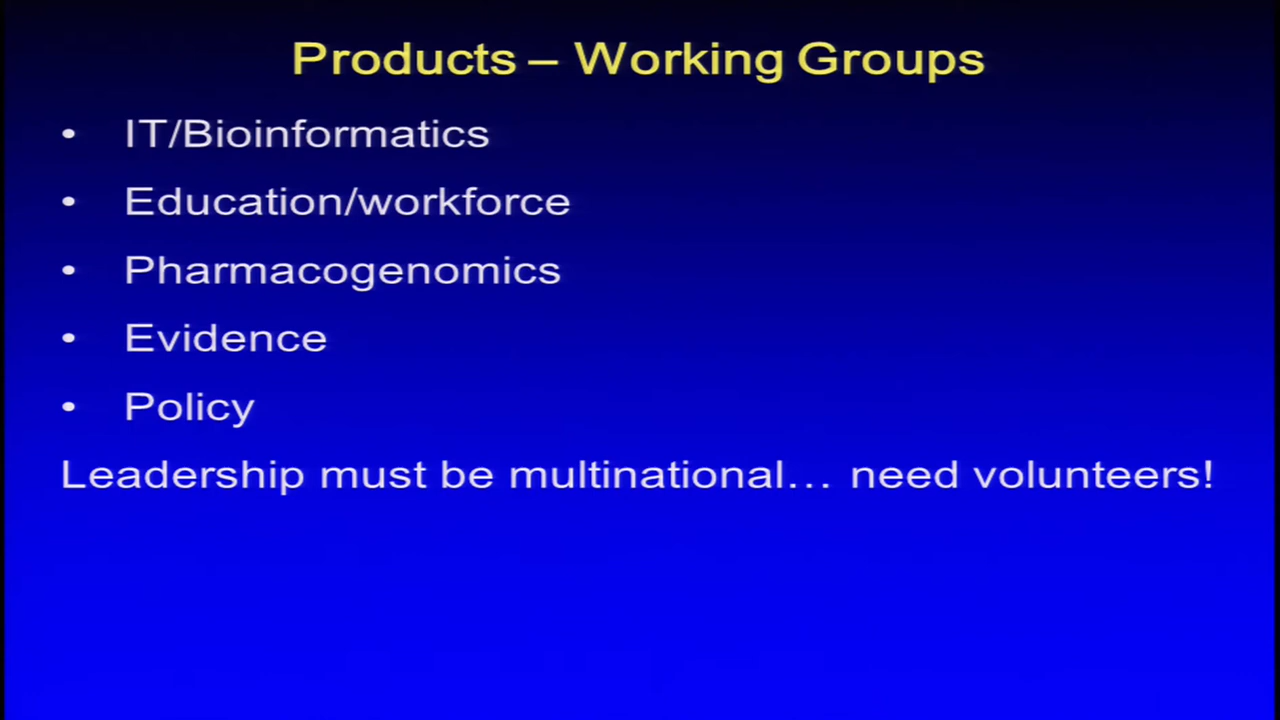 Products – Working Groups
• IT/Bioinformatics
• Education/workforce
• Pharmacogenomics
• Evidence
• Policy
Leadership must be multinational… need volunteers!